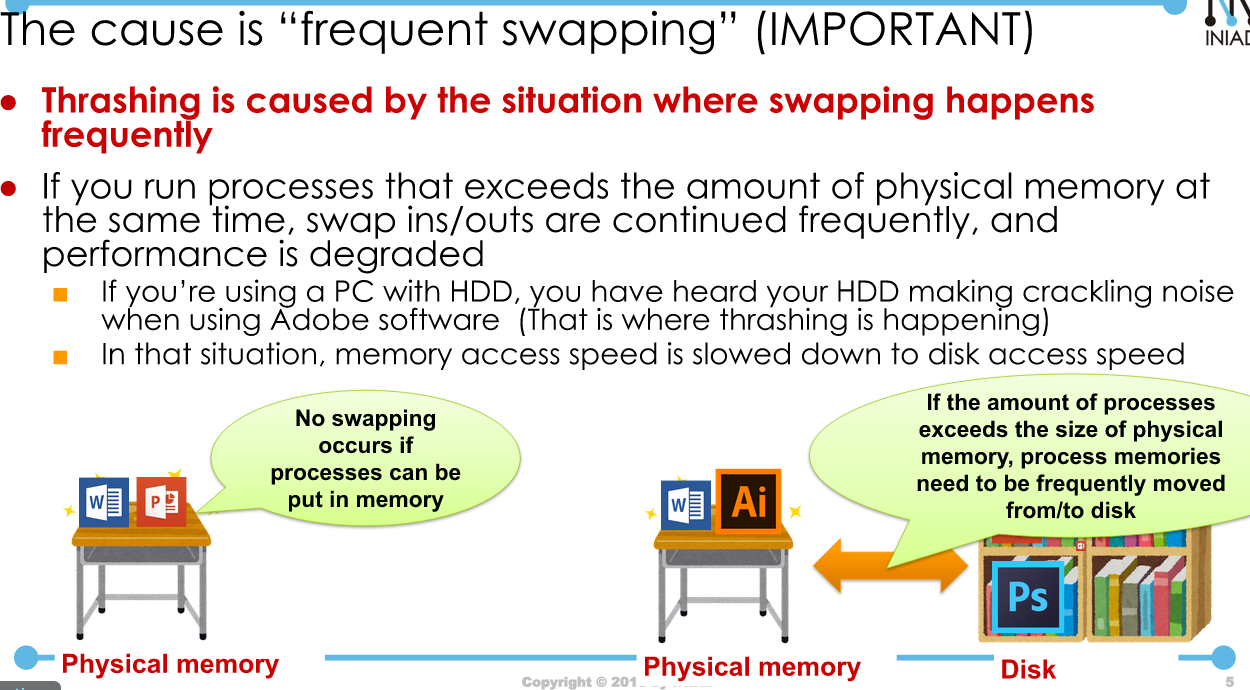 The cause is “frequent swapping” (IMPORTANT)
INIAD
● Thrashing is caused by the situation where swapping happens
frequently
● If you run processes that exceeds the amount of physical memory at
the same time, swap ins/outs are continued frequently, and
performance is degraded
■ If you’re using a PC with HDD, you have heard your HDD making crackling noise
when using Adobe software (That is where thrashing is happening)
■ In that situation, memory access speed is slowed down to disk access speed
No swapping
occurs if
processes can be
put in memory
If the amount of processes
exceeds the size of physical
memory, process memories
need to be frequently moved
from/to disk
W
P
W
Ai
Ps
Physical memory
Physical memory
Disk
Copyright © 201
5